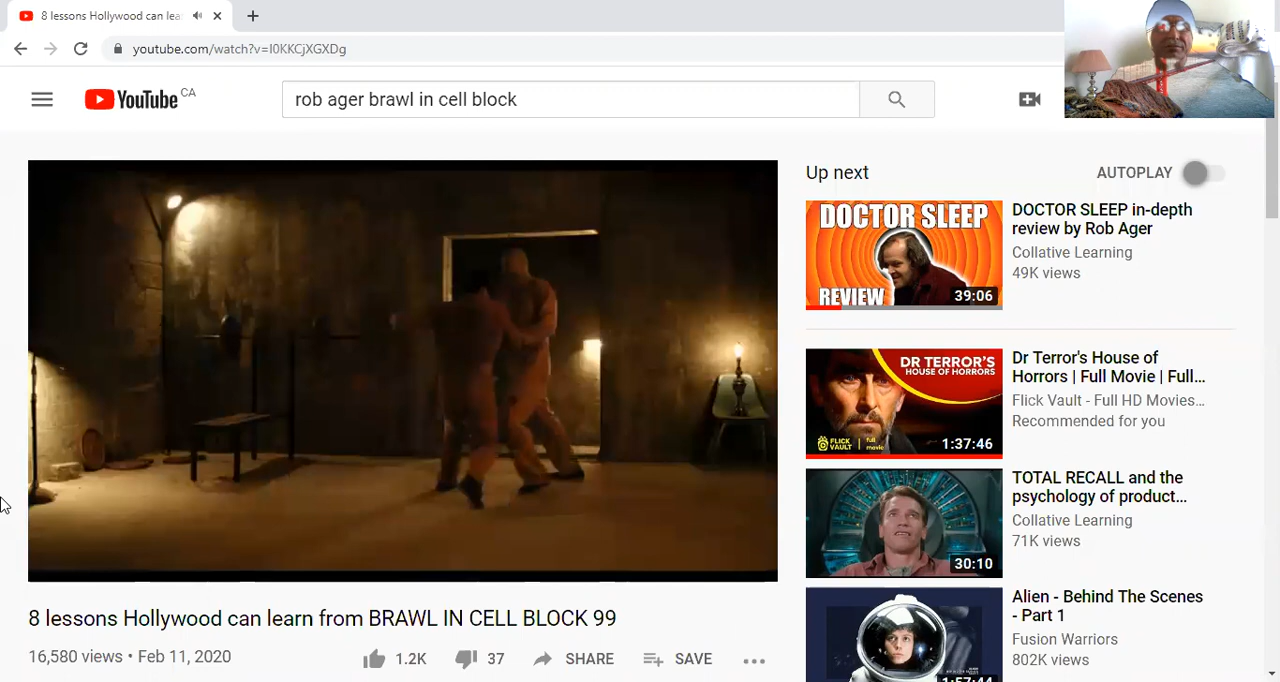 8 lessons Hollywood can lea
youtube.com/watch?v=I0KKCjXGXDg
YouTube CA
rob ager brawl in cell block
Up next
AUTOPLAY
DOCTOR SLEEP
REVIEW
39:06
DOCTOR SLEEP in-depth
review by Rob Ager
Collative Learning
49K views
DR TERROR'S
HOUSE OF HORRORS
FLICK VAULT
full movie
1:37:46
Dr Terror's House of
Horrors | Full Movie | Full...
Flick Vault - Full HD Movies...
Recommended for you
30:10
TOTAL RECALL and the
psychology of product...
Collative Learning
71K views
1:57:44
Alien - Behind The Scenes
- Part 1
Fusion Warriors
802K views
8 lessons Hollywood can learn from BRAWL IN CELL BLOCK 99
16,580 views • Feb 11, 2020
1.2K
37
SHARE
SAVE